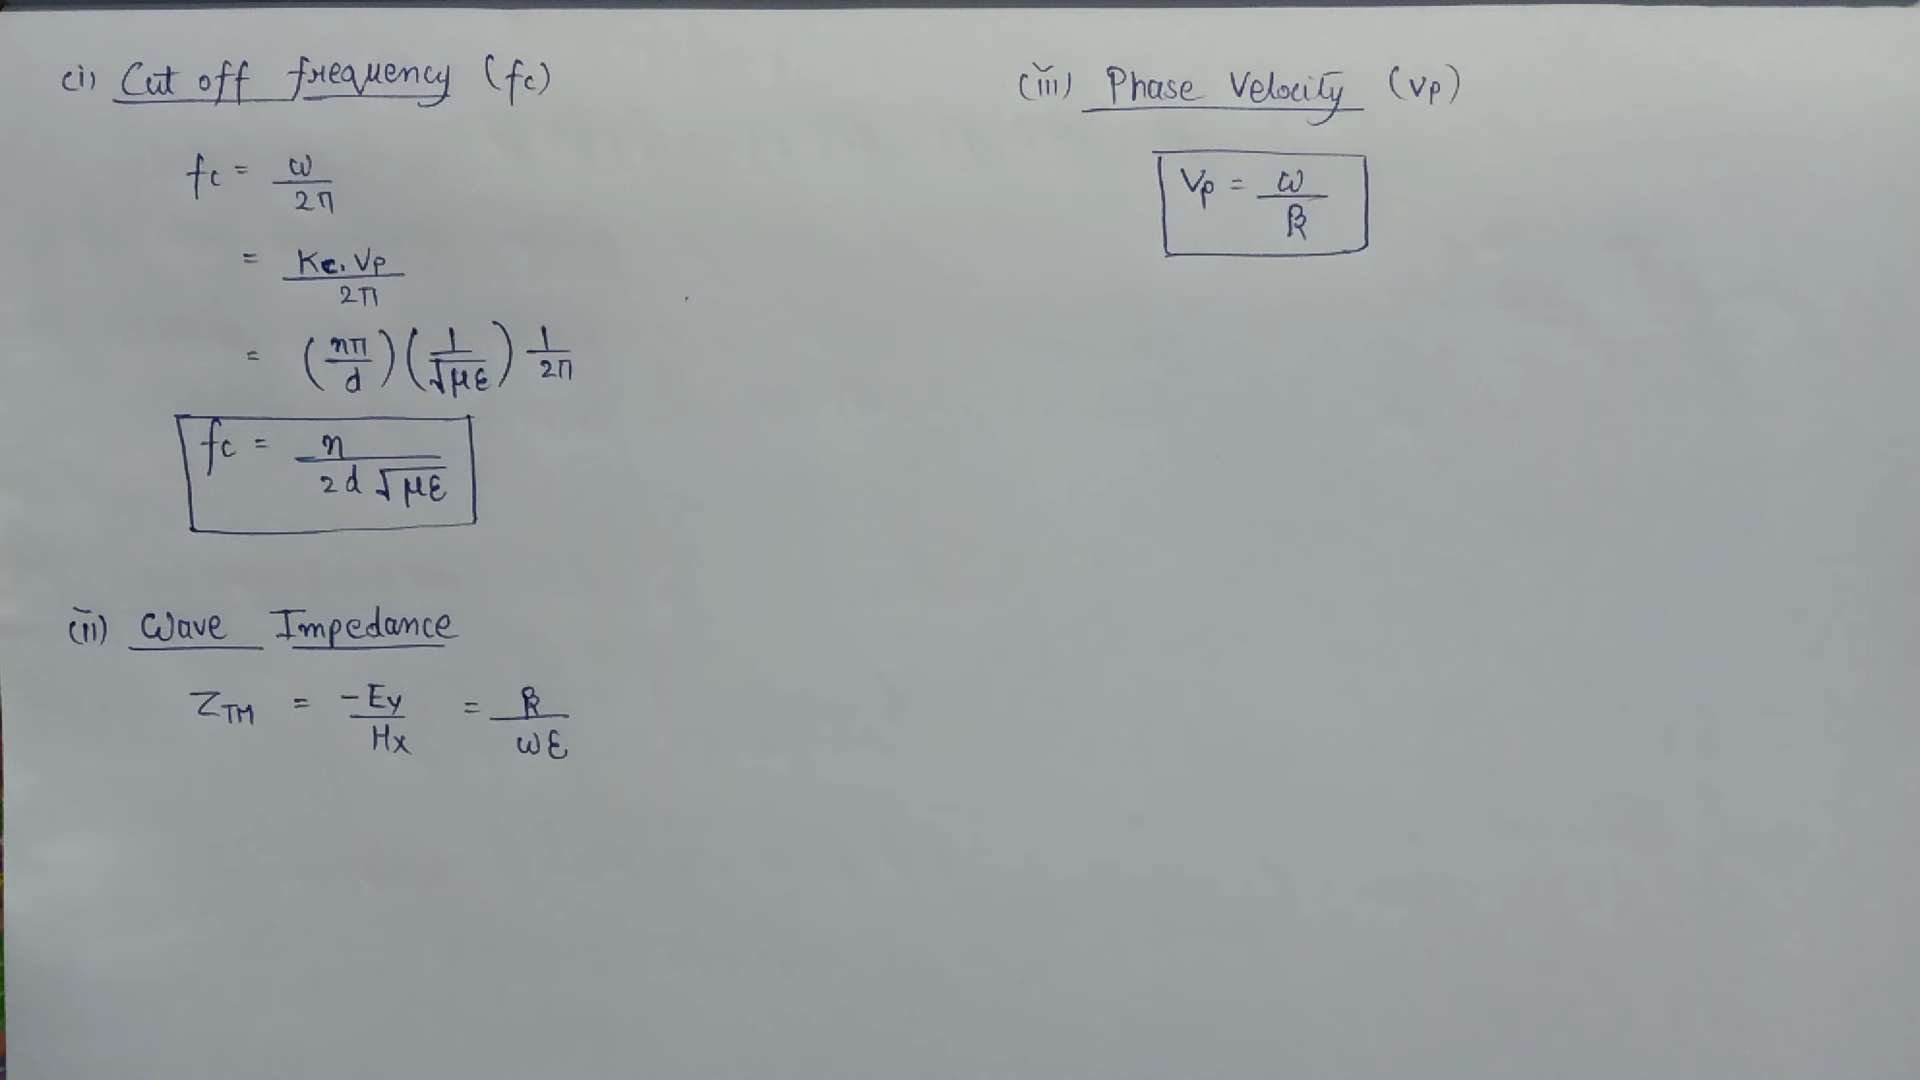 (i) Cut off frequency (fc)
fc = ω / 2π
= Kc. Vp / 2π
= (nπ / d) (1 / √με) 1 / 2π
fc = n / 2d √με
(ii) Wave Impedance
ZTM = -Ey / Hx = β / ωε
(iii) Phase Velocity (Vp)
Vp = ω / β